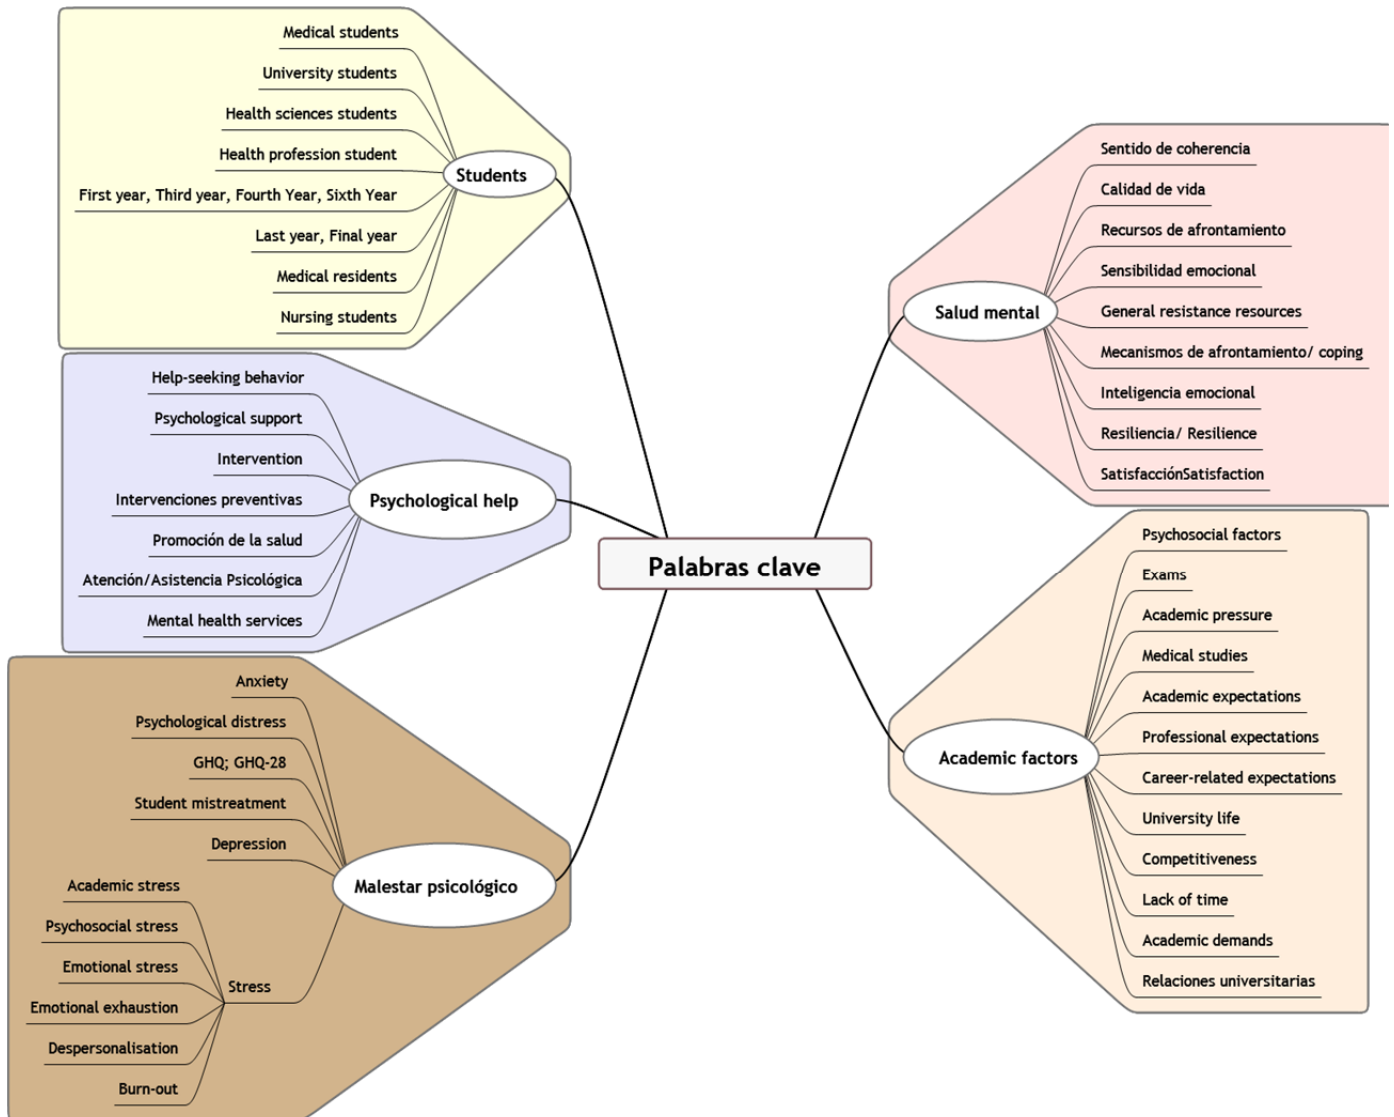 Medical students
University students
Health sciences students
Health profession student
First year, Third year, Fourth Year, Sixth Year
Last year, Final year
Medical residents
Nursing students
Students
Help-seeking behavior
Psychological support
Intervention
Intervenciones preventivas
Promoción de la salud
Atención/Asistencia Psicológica
Mental health services
Psychological help
Anxiety
Psychological distress
GHQ; GHQ-28
Student mistreatment
Depression
Academic stress
Psychosocial stress
Emotional stress
Emotional exhaustion
Despersonalisation
Burn-out
Stress
Malestar psicológico
Palabras clave
Salud mental
Sentido de coherencia
Calidad de vida
Recursos de afrontamiento
Sensibilidad emocional
General resistance resources
Mecanismos de afrontamiento/ coping
Inteligencia emocional
Resiliencia/ Resilience
SatisfacciónSatisfaction
Academic factors
Psychosocial factors
Exams
Academic pressure
Medical studies
Academic expectations
Professional expectations
Career-related expectations
University life
Competitiveness
Lack of time
Academic demands
Relaciones universitarias